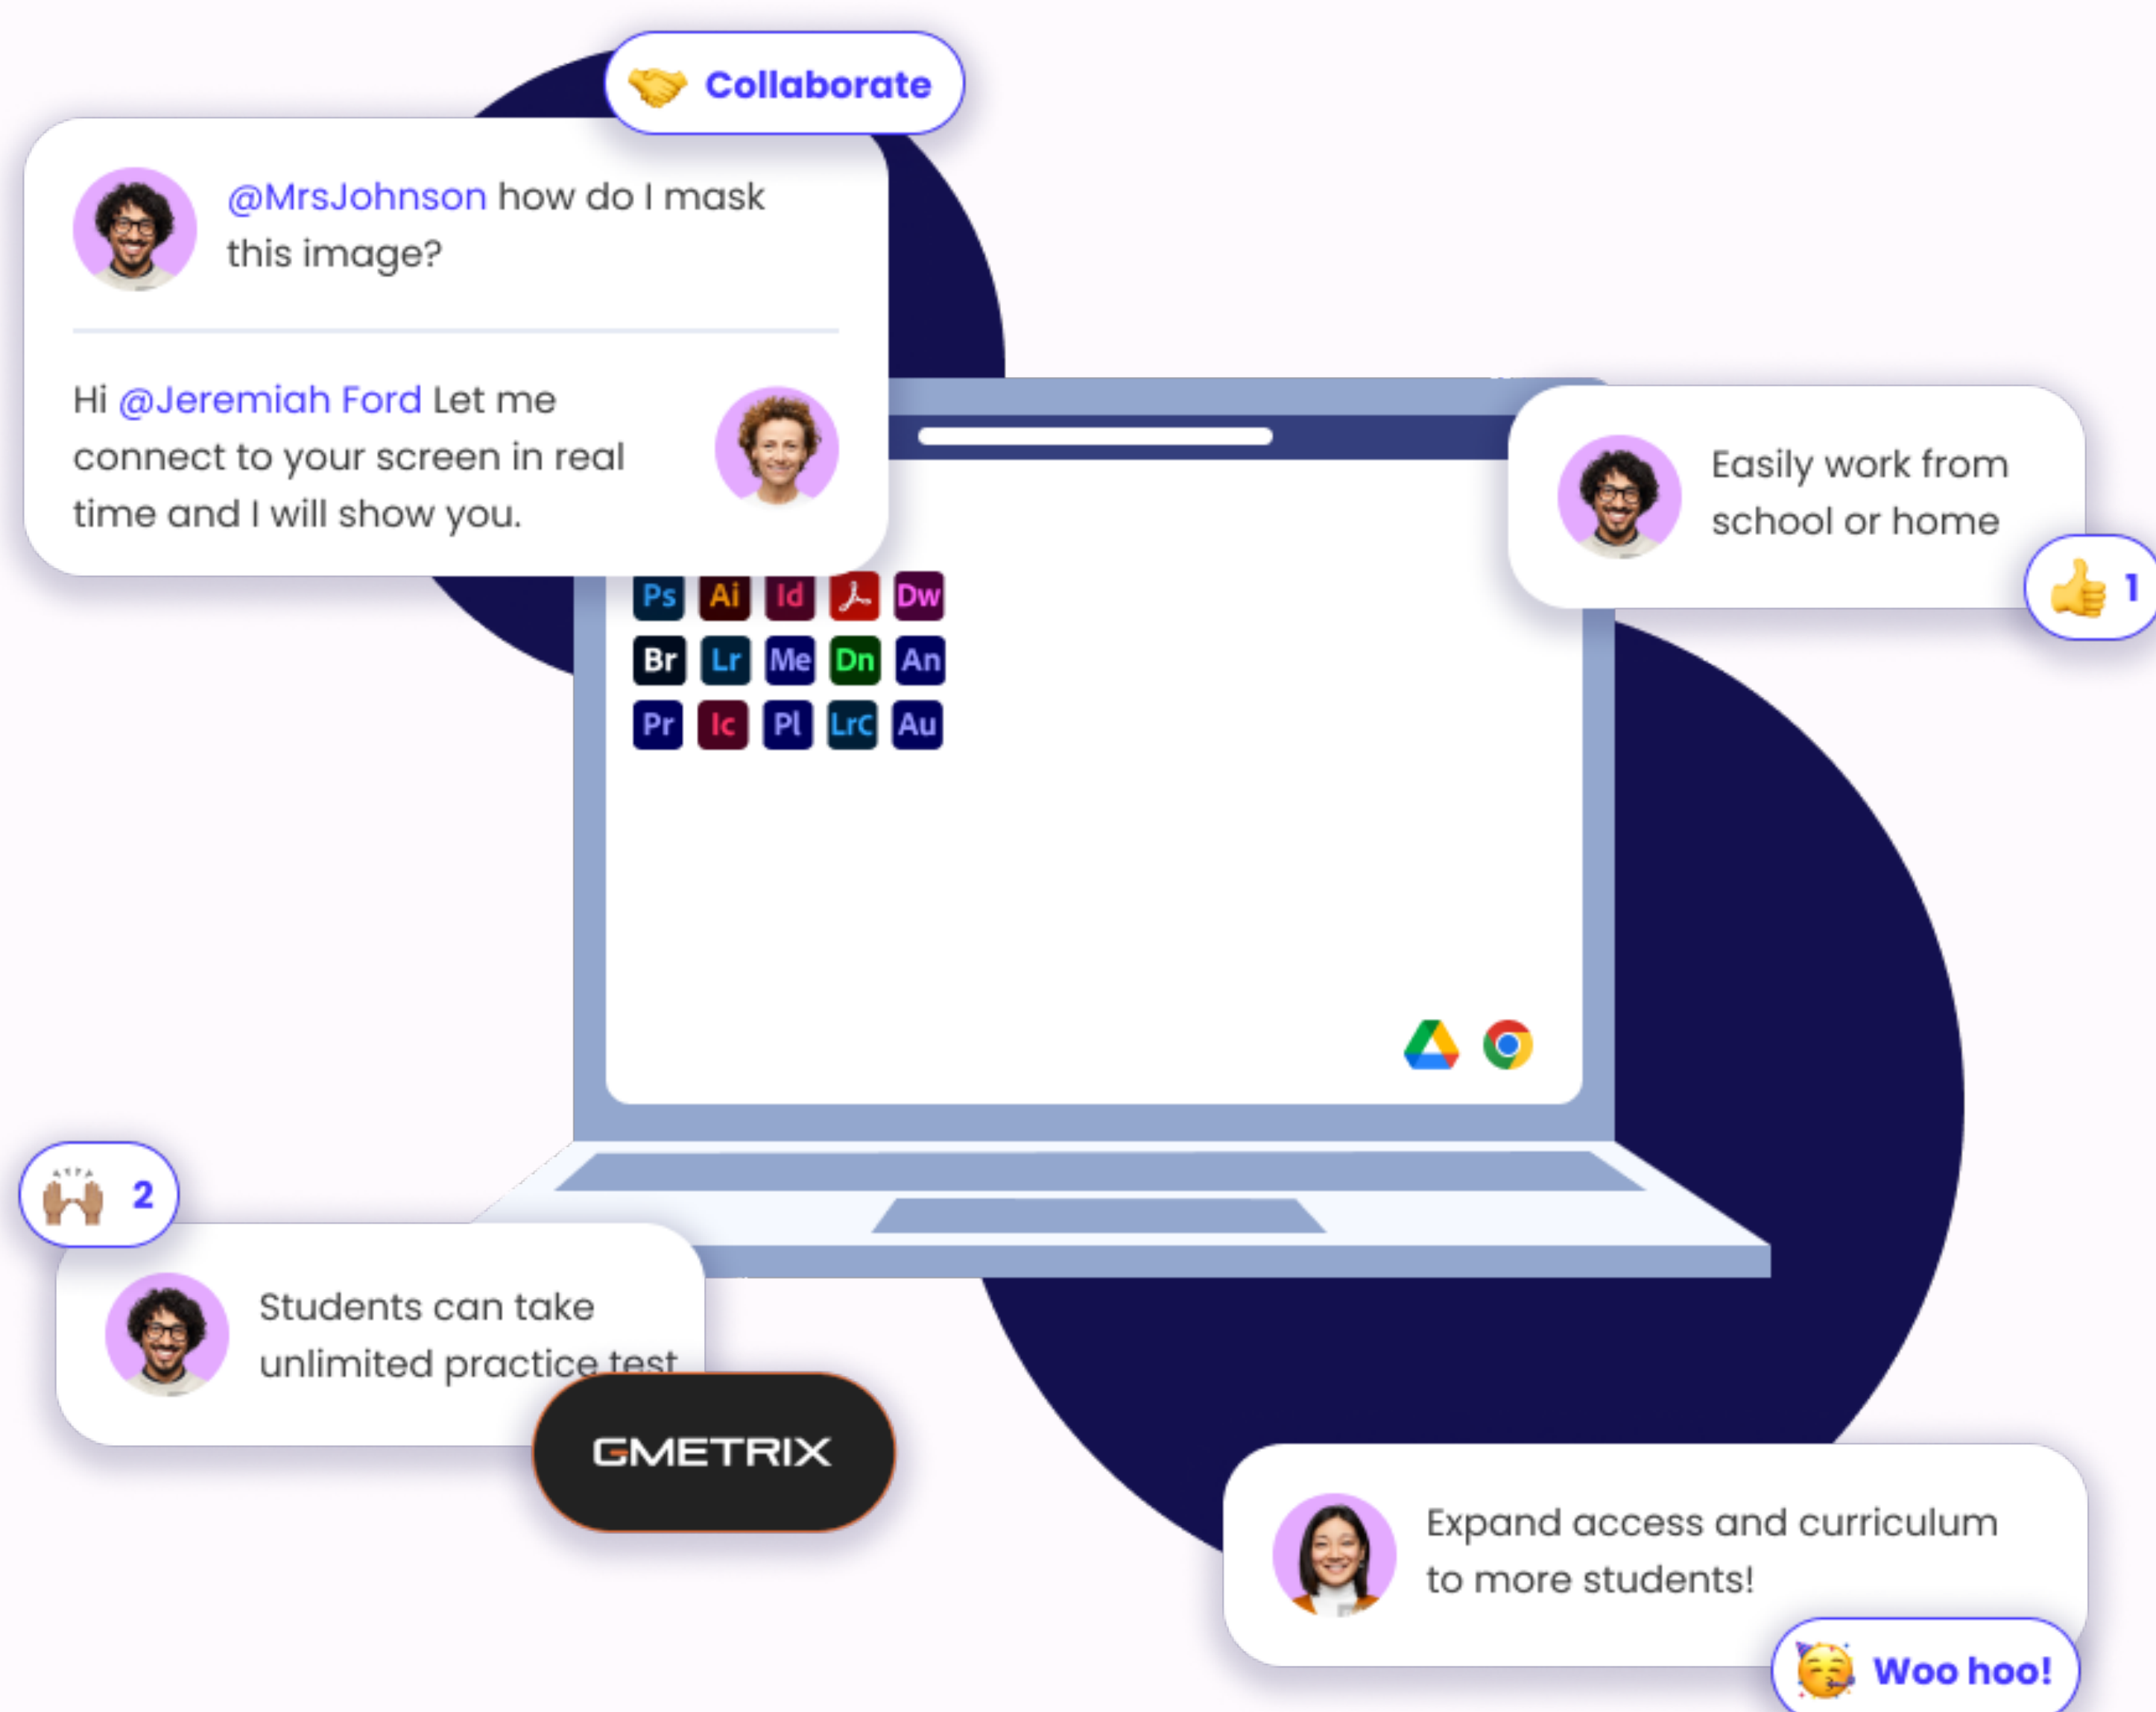 Collaborate
@MrsJohnson how do I mask
this image?
Hi @Jeremiah Ford Let me
connect to your screen in real
time and I will show you.
Easily work from
school or home
1
Ps Ai Id Dw
Br Lr Me Dn An
Pr Ic Pl LrC Au
2
Students can take
unlimited practice test
GMETRIX
Expand access and curriculum
to more students!
Woo hoo!